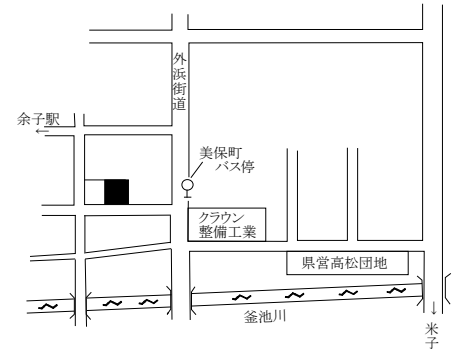 外浜街道
余子駅
←
美保町
バス停
クラウン
整備工業
県営高松団地
釜池川
→
米子